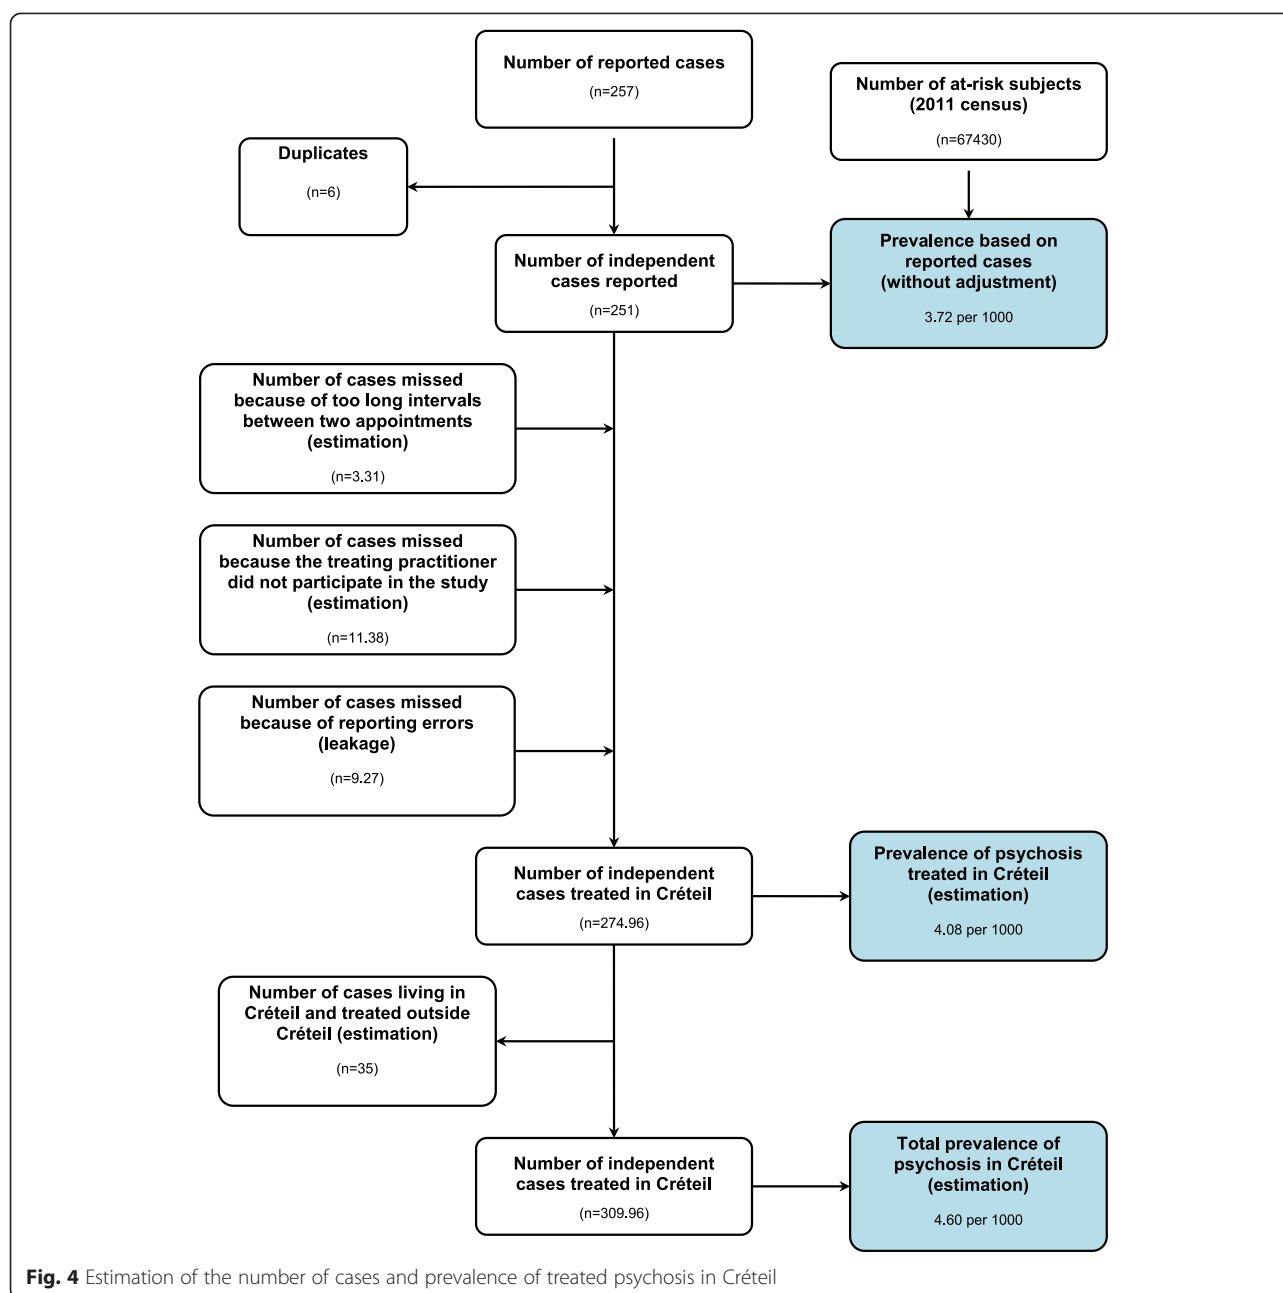 Number of reported cases
(n=257)
Number of at-risk subjects
(2011 census)
(n=67430)
Duplicates
(n=6)
Number of independent
cases reported
(n=251)
Prevalence based on
reported cases
(without adjustment)
3.72 per 1000
Number of cases missed
because of too long intervals
between two appointments
(estimation)
(n=3.31)
Number of cases missed
because the treating practitioner
did not participate in the study
(estimation)
(n=11.38)
Number of cases missed
because of reporting errors
(leakage)
(n=9.27)
Number of independent
cases treated in Créteil
(n=274.96)
Prevalence of psychosis
treated in Créteil
(estimation)
4.08 per 1000
Number of cases living in
Créteil and treated outside
Créteil (estimation)
(n=35)
Number of independent
cases treated in Créteil
(n=309.96)
Total prevalence of
psychosis in Créteil
(estimation)
4.60 per 1000
Fig. 4 Estimation of the number of cases and prevalence of treated psychosis in Créteil